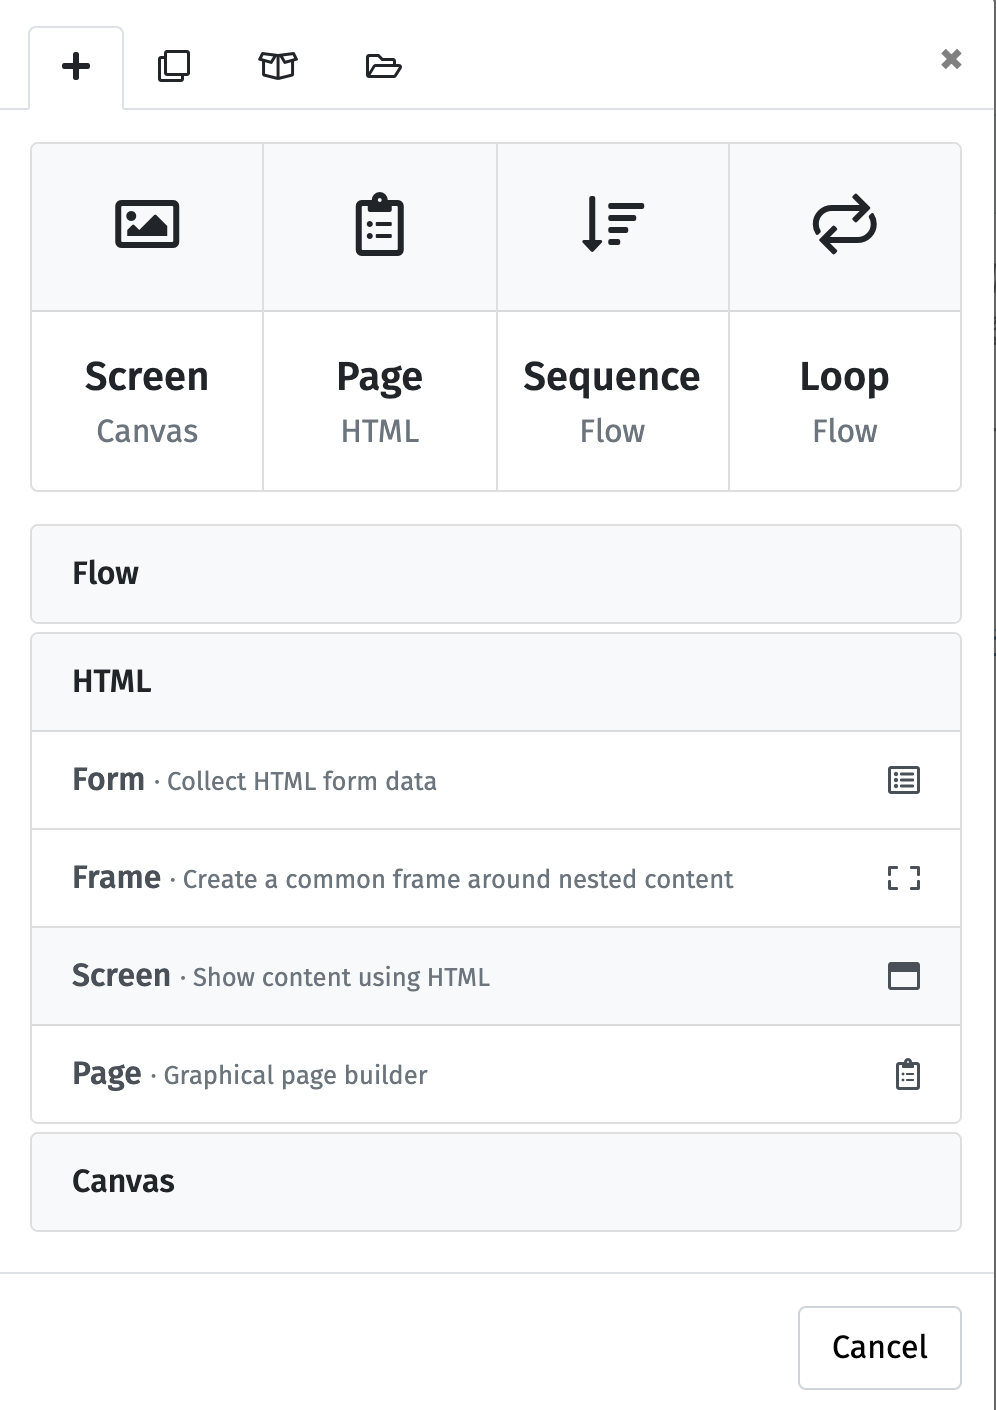 Screen
Canvas
Page
HTML
Sequence
Flow
Loop
Flow
Flow
HTML
Form · Collect HTML form data
Frame · Create a common frame around nested content
Screen · Show content using HTML
Page · Graphical page builder
Canvas
Cancel